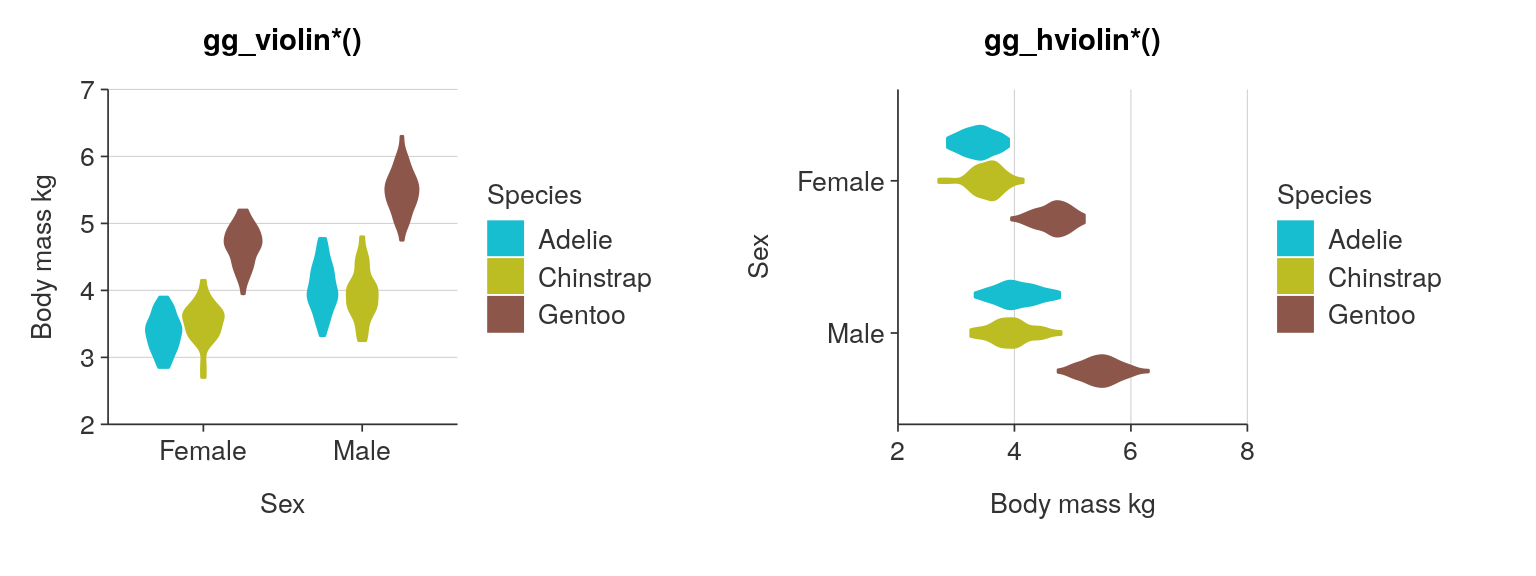 gg_violin*()
7
6
5
4
3
2
Body mass kg
Female
Male
Sex
Species
Adelie
Chinstrap
Gentoo
gg_hviolin*()
Female
Male
Sex
2
4
6
8
Body mass kg
Species
Adelie
Chinstrap
Gentoo